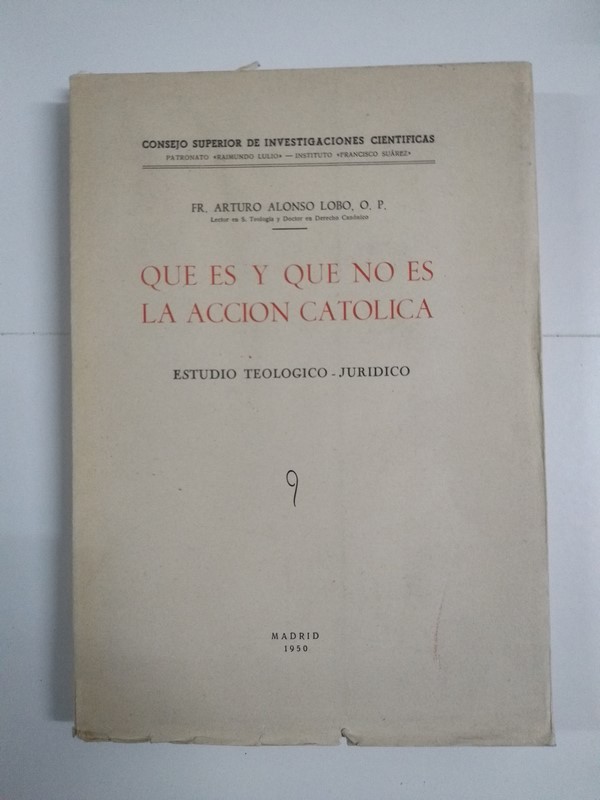 CONSEJO SUPERIOR DE INVESTIGACIONES CIENTIFICAS
PATRONATO «RAIMUNDO LULIO» — INSTITUTO «FRANCISCO SUÁREZ»
FR. ARTURO ALONSO LOBO, O. P.
Lector en S. Teología y Doctor en Derecho Canónico
QUE ES Y QUE NO ES
LA ACCION CATOLICA
ESTUDIO TEOLOGICO - JURIDICO
MADRID
1950